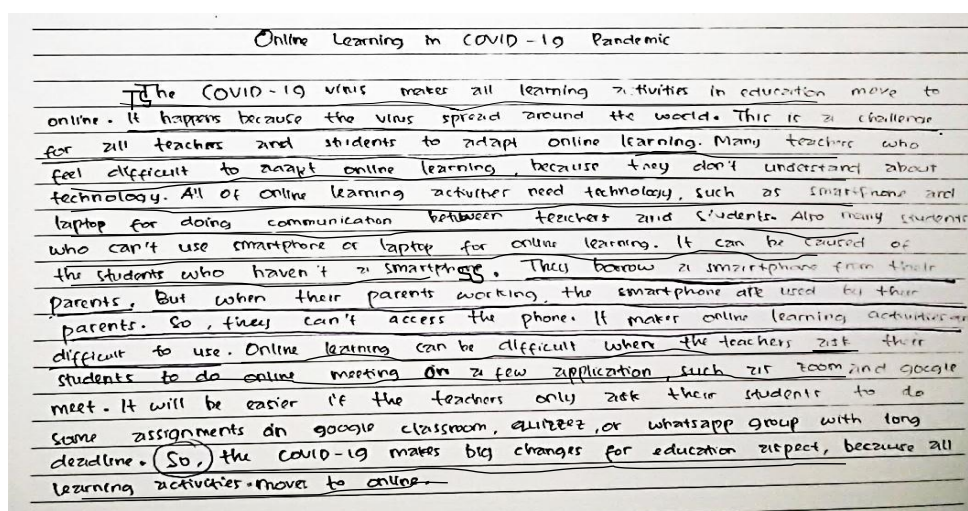 Online Learning in COVID-19 Pandemic
TS The COVID-19 virus makes all learning activities in education move to
online. It happens because the virus spread around the world. This is a challenge
for all teachers and students to adapt online learning. Many teachers who
feel difficult to adapt online learning, because they don't understand about
technology. All of online learning activities need technology, such as smartphone and
laptop for doing communication between teachers and students. Also many students
who can't use smartphone or laptop for online learning. It can be caused of
the students who haven't a smartphone. SS They borrow a smartphone from their
parents. But when their parents working, the smartphone are used by their
parents. So, they can't access the phone. It makes online learning activities are
difficult to use. Online learning can be difficult where the teachers ask their
students to do online meeting on a few application, such as zoom and google
meet. It will be easier if the teachers only ask their students to do
some assignments on google classroom, quizzez, or whatsapp group with long
deadline. So, the COVID-19 makes big changes for education aspect, because all
learning activities move to online.